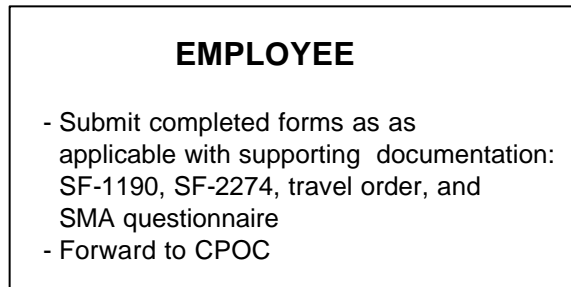 EMPLOYEE
- Submit completed forms as as
applicable with supporting documentation:
SF-1190, SF-2274, travel order, and
SMA questionnaire
- Forward to CPOC